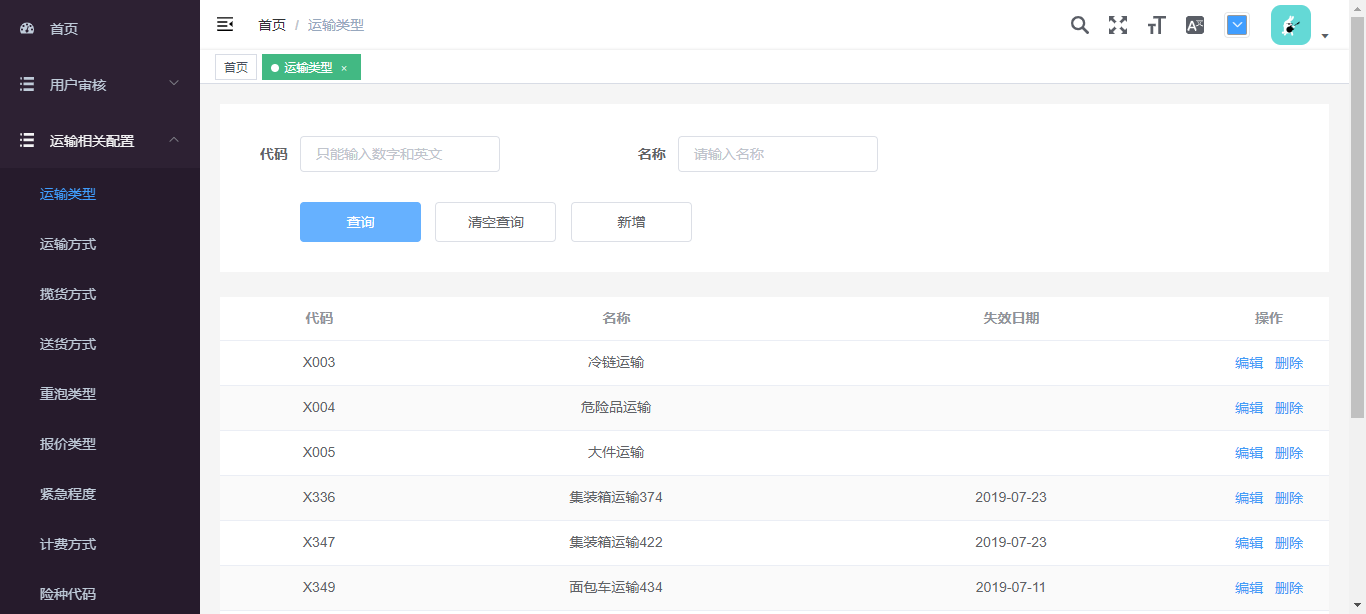 首页
用户审核
运输相关配置
运输类型
运输方式
揽货方式
送货方式
重泡类型
报价类型
紧急程度
计费方式
险种代码
首页 / 运输类型
首页 运输类型 ×
代码 只能输入数字和英文 名称 请输入名称
查询 清空查询 新增
代码 名称 失效日期 操作
X003 冷链运输 编辑 删除
X004 危险品运输 编辑 删除
X005 大件运输 编辑 删除
X336 集装箱运输374 2019-07-23 编辑 删除
X347 集装箱运输422 2019-07-23 编辑 删除
X349 面包车运输434 2019-07-11 编辑 删除